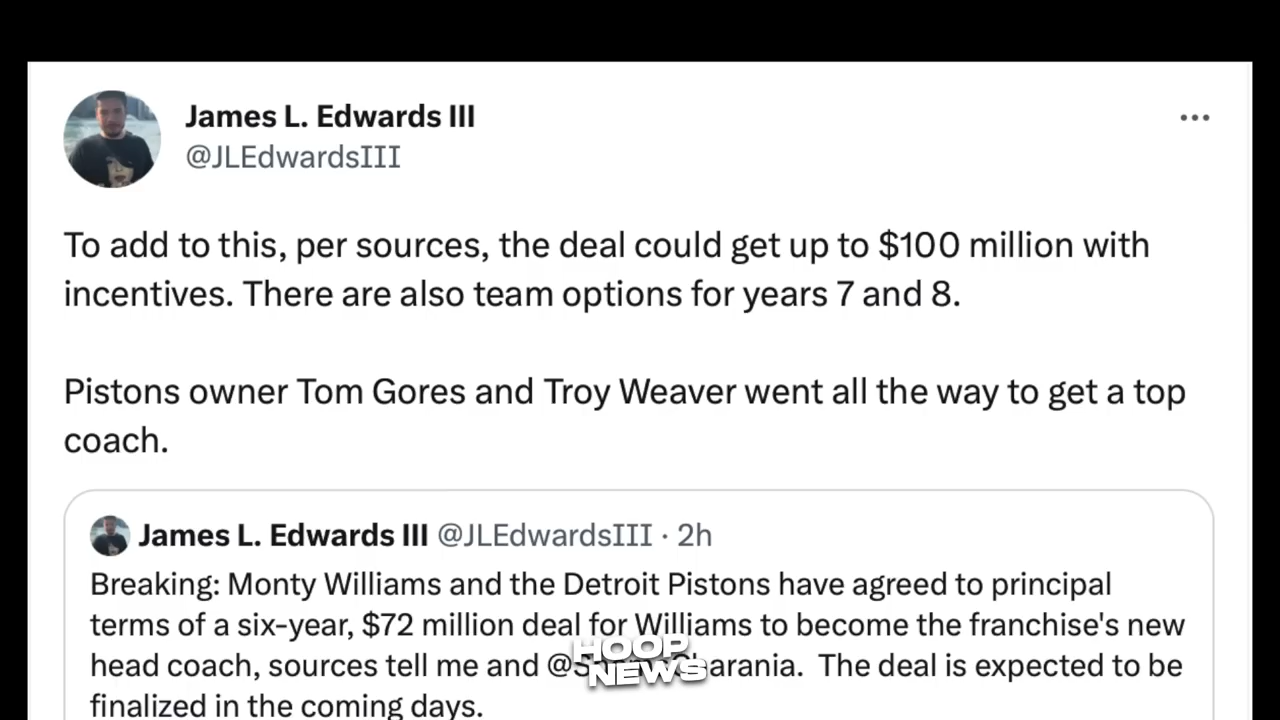 James L. Edwards III
@JLEdwardsIII
To add to this, per sources, the deal could get up to $100 million with
incentives. There are also team options for years 7 and 8.
Pistons owner Tom Gores and Troy Weaver went all the way to get a top
coach.
James L. Edwards III @JLEdwardsIII · 2h
Breaking: Monty Williams and the Detroit Pistons have agreed to principal
terms of a six-year, $72 million deal for Williams to become the franchise's new
head coach, sources tell me and The deal is expected to be
finalized in the coming days.
HOOP
NEWS